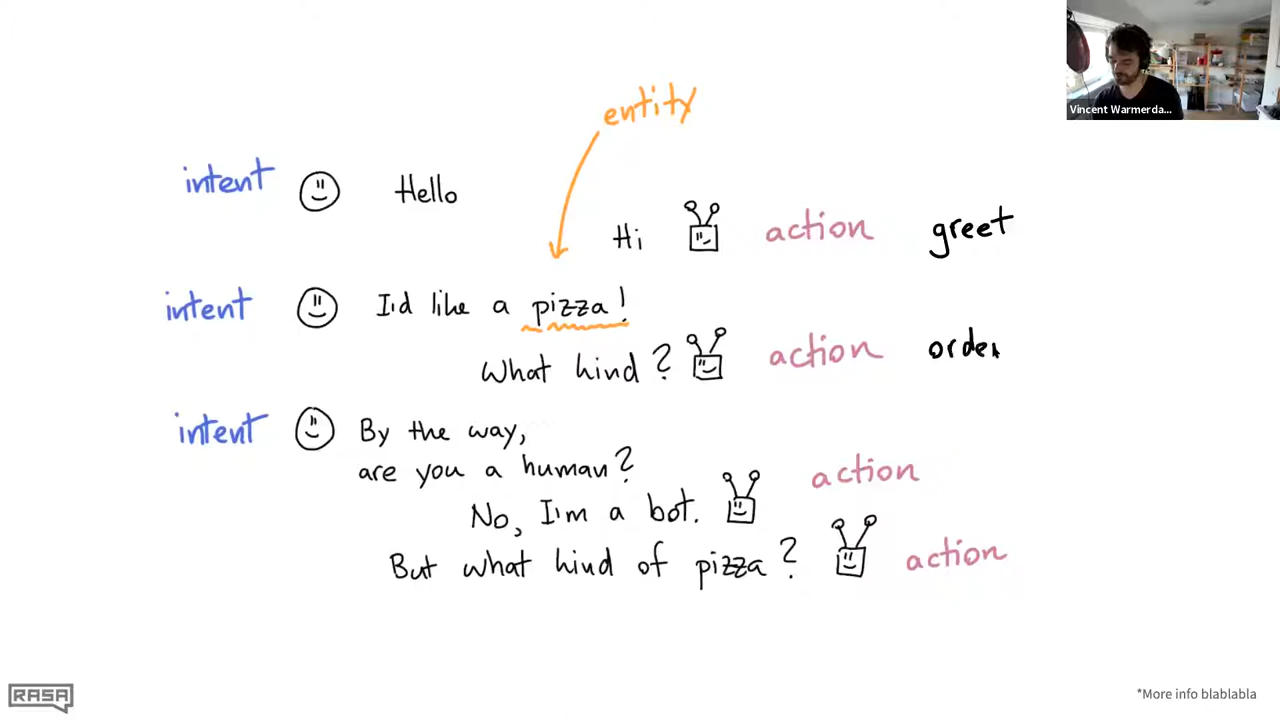 Vincent Warmerda...
entity
intent Hello
Hi action greet
intent I'd like a pizza!
What kind? action order
intent By the way,
are you a human?
action
No, I'm a bot.
But what kind of pizza? action
RASA
*More info blablabla